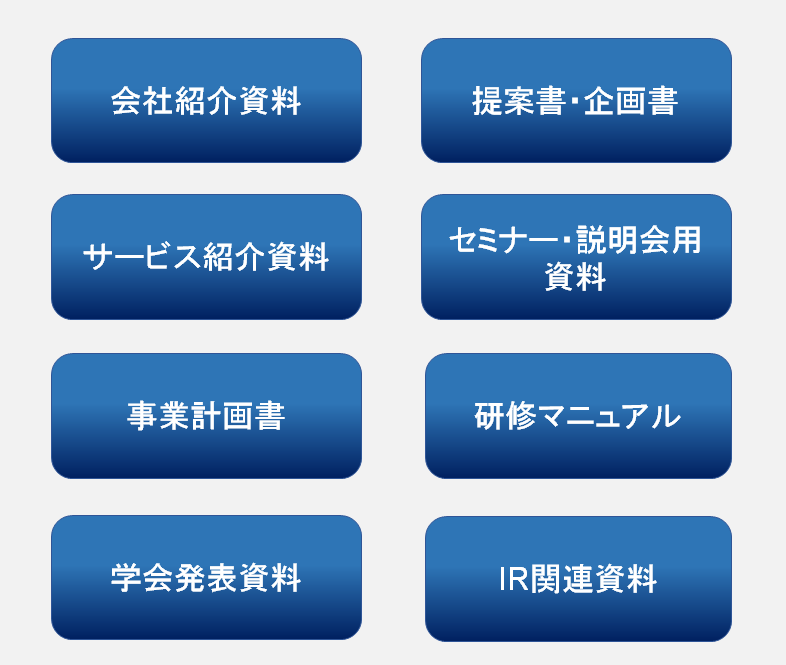 会社紹介資料
提案書・企画書
サービス紹介資料
セミナー・説明会用
資料
事業計画書
研修マニュアル
学会発表資料
IR関連資料